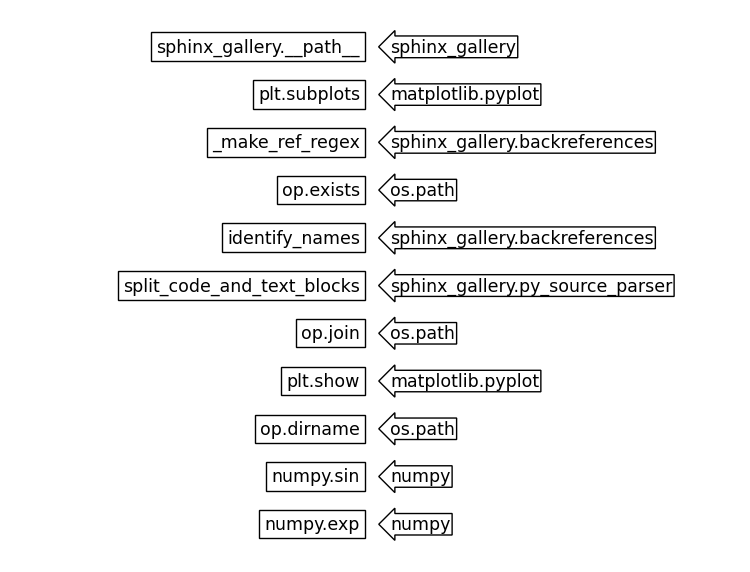 sphinx_gallery.__path__ sphinx_gallery
plt.subplots matplotlib.pyplot
_make_ref_regex sphinx_gallery.backreferences
op.exists os.path
identify_names sphinx_gallery.backreferences
split_code_and_text_blocks sphinx_gallery.py_source_parser
op.join os.path
plt.show matplotlib.pyplot
op.dirname os.path
numpy.sin numpy
numpy.exp numpy